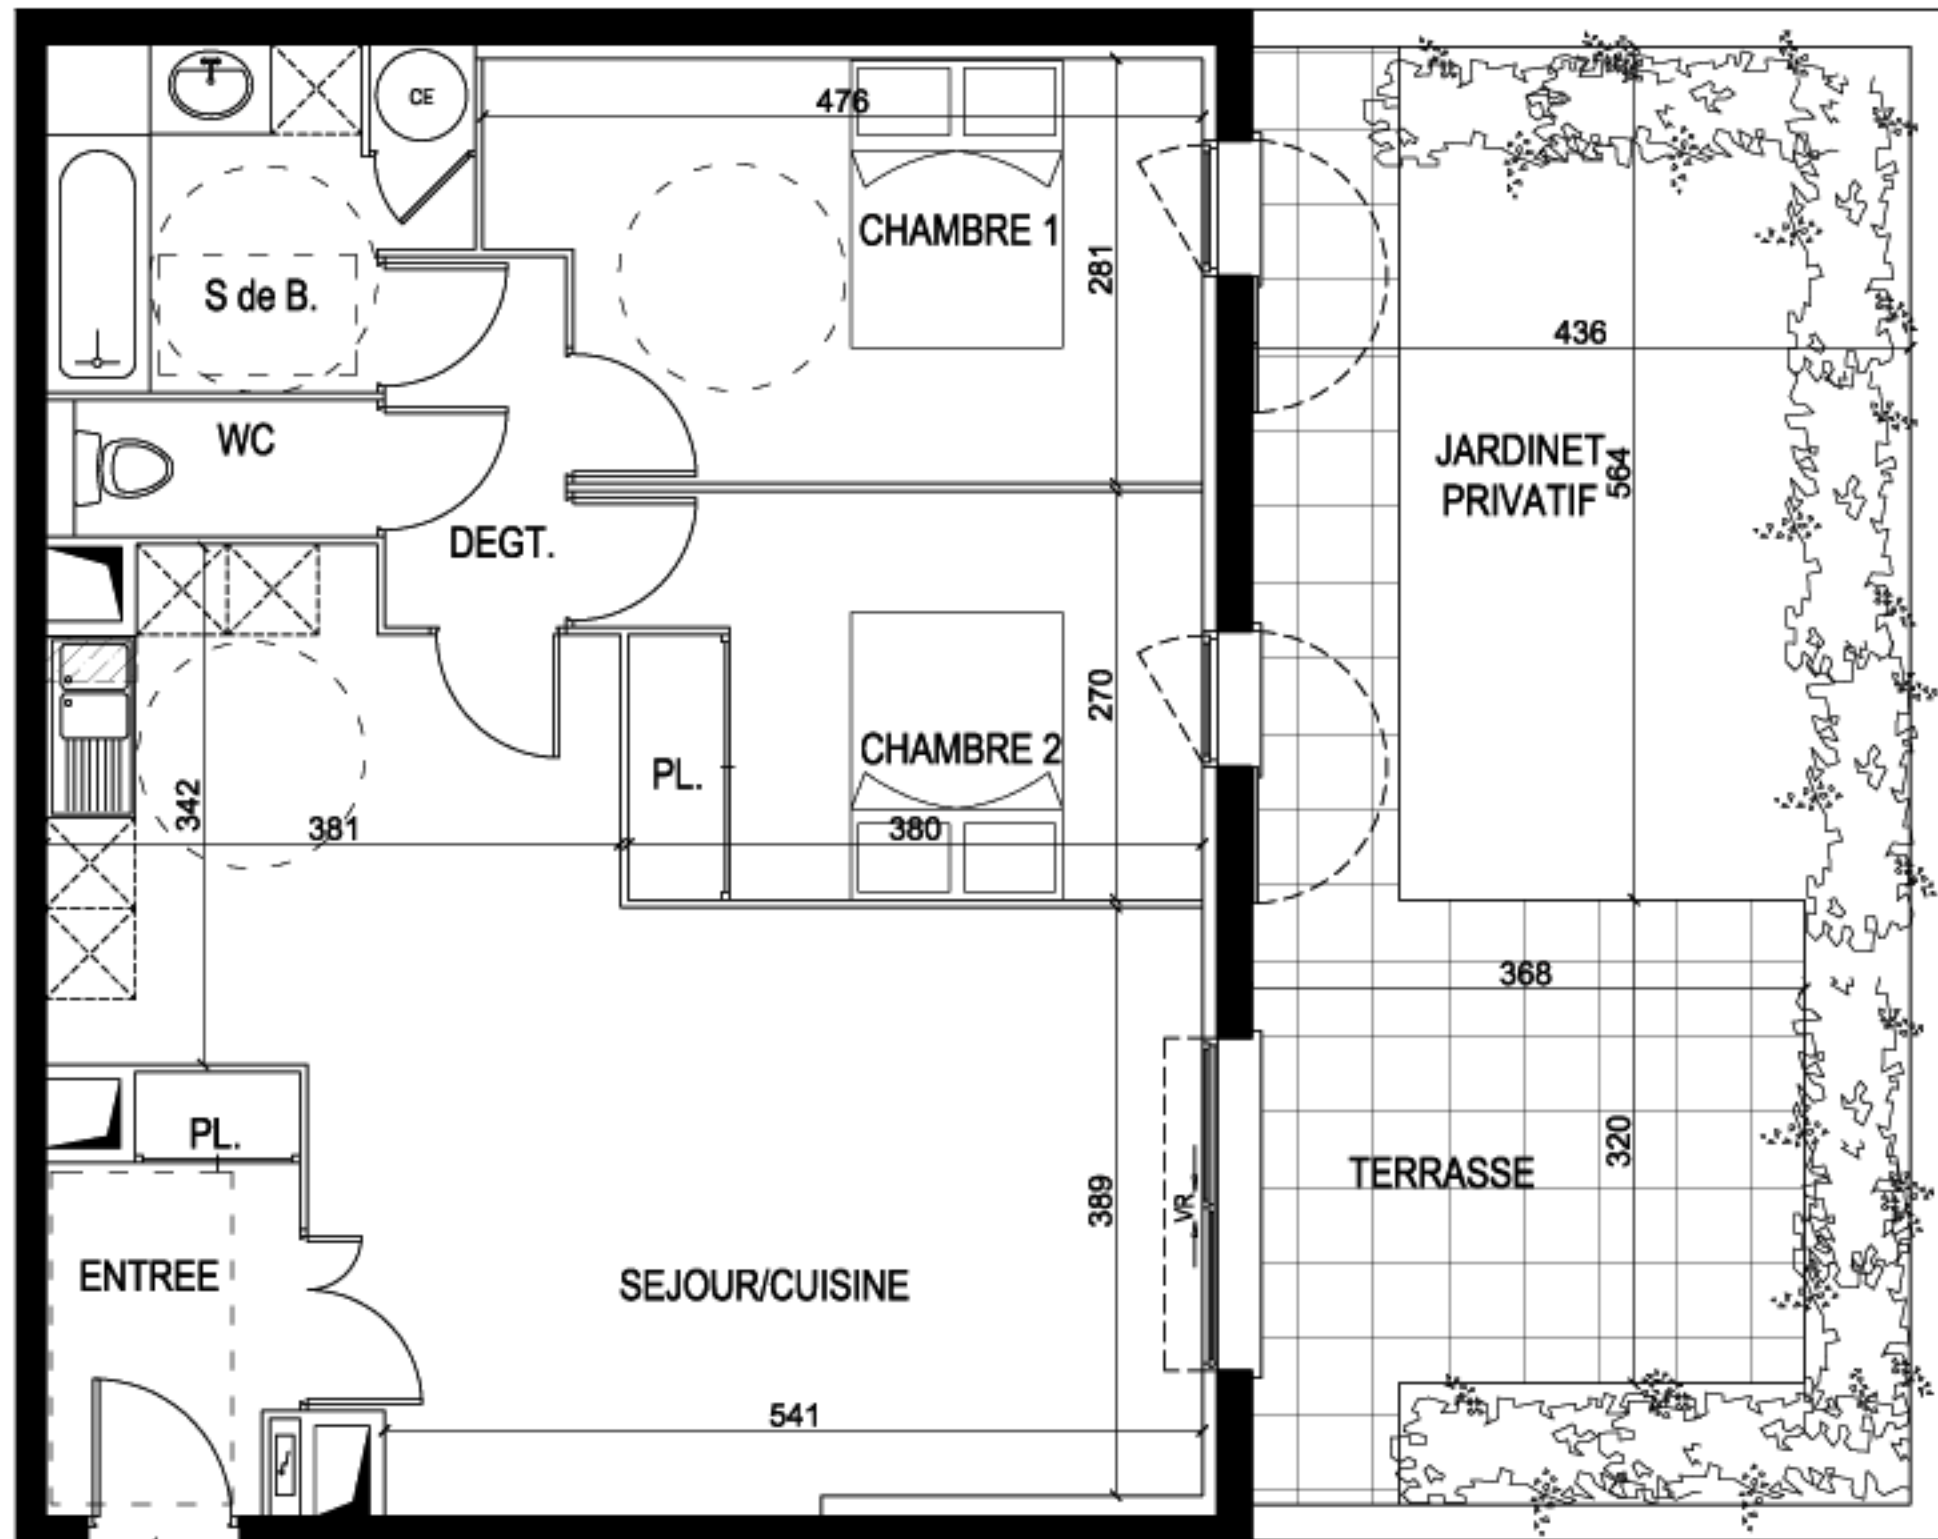 CE
476
CHAMBRE 1
281
S de B.
436
WC
JARDINET
PRIVATIF
564
DEGT.
270
CHAMBRE 2
PL.
342
381
380
368
PL.
320
TERRASSE
389
VR
ENTREE
SEJOUR/CUISINE
541